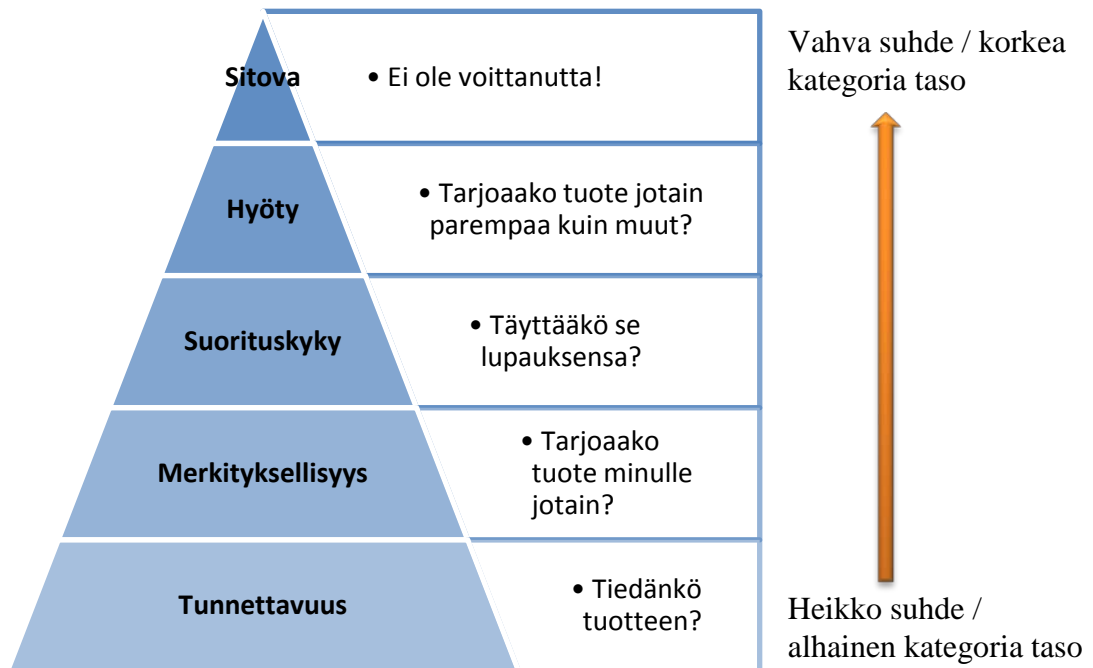 Sitova
• Ei ole voittanutta!
Hyöty
• Tarjoaako tuote jotain
parempaa kuin muut?
Suorituskyky
• Täyttääkö se
lupauksensa?
Merkityksellisyys
• Tarjoaako
tuote minulle
jotain?
Tunnettavuus
• Tiedänkö
tuotteen?
Vahva suhde / korkea
kategoria taso
Heikko suhde /
alhainen kategoria taso